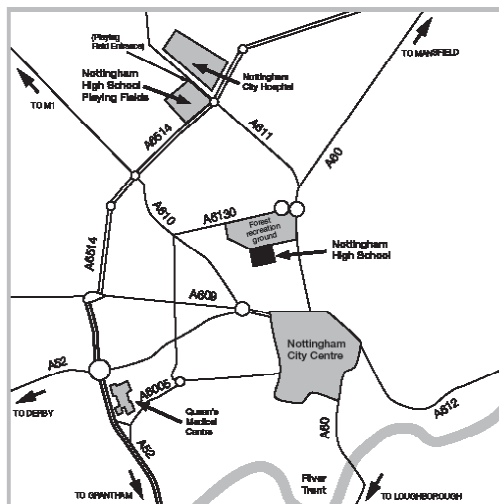 (Playing
Field Entrance)
Nottingham
High School
Playing Fields
Nottingham
City Hospital
TO MANSFIELD
TO M1
A6514
A611
A60
A610
A6130
Forest
recreation
ground
Nottingham
High School
A6514
A609
Nottingham
City Centre
A52
A6005
TO DERBY
Queen's
Medical
Centre
A52
A60
A612
TO GRANTHAM
River
Trent
TO LOUGHBOROUGH